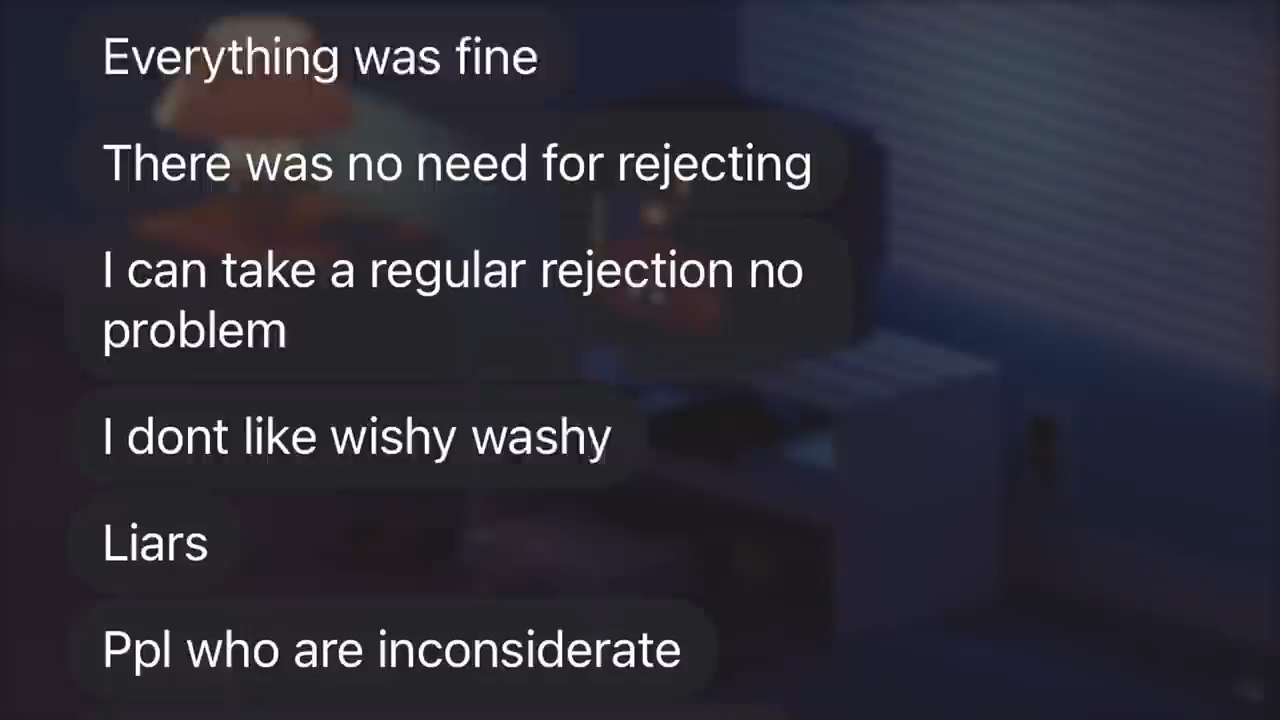 Everything was fine
There was no need for rejecting
I can take a regular rejection no
problem
I dont like wishy washy
Liars
Ppl who are inconsiderate